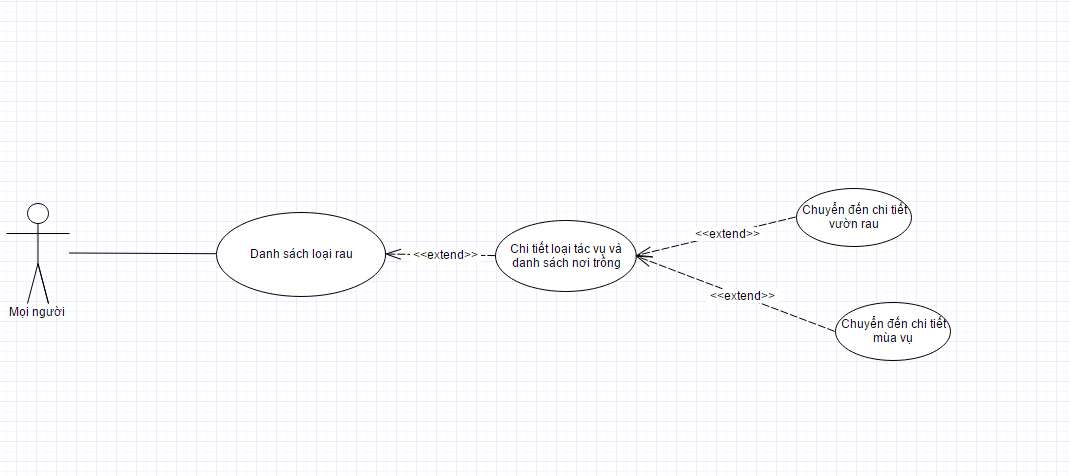 Mọi người
Danh sách loại rau
<<extend>>
Chi tiết loại tác vụ và
danh sách nơi trồng
<<extend>>
Chuyển đến chi tiết
vườn rau
<<extend>>
Chuyển đến chi tiết
mùa vụ